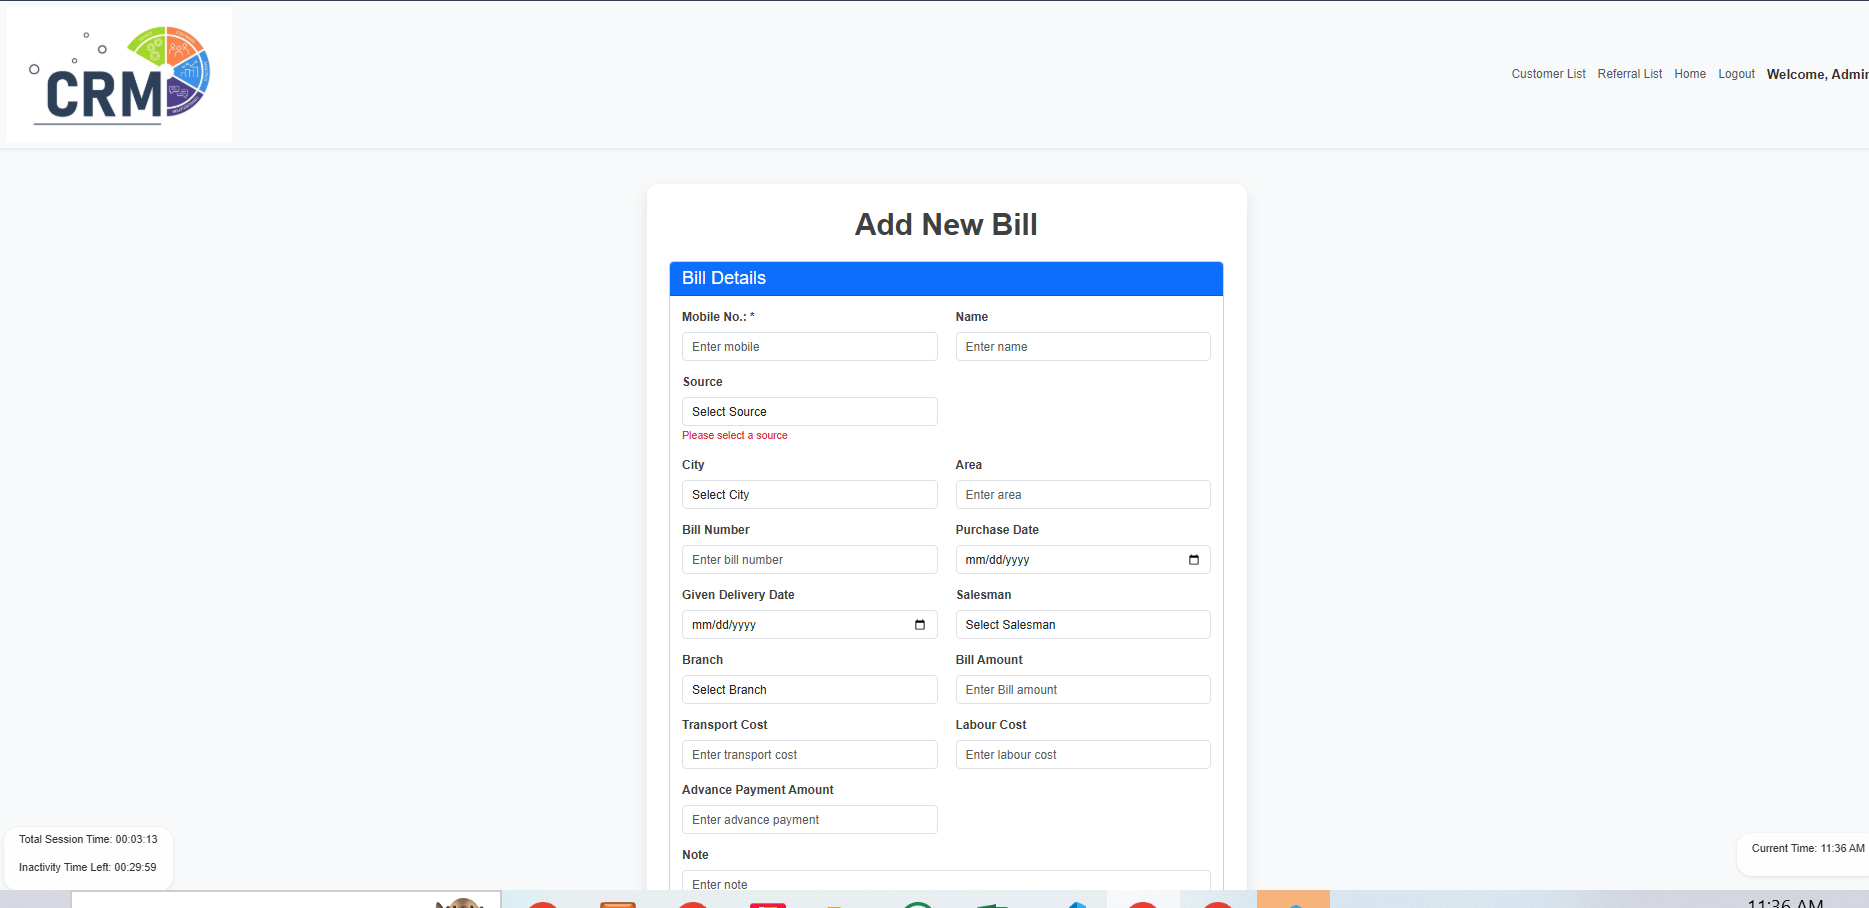 CRM
Customer List Referral List Home Logout Welcome, Admin
Add New Bill
Bill Details
Mobile No.: * Name
Enter mobile Enter name
Source
Select Source
Please select a source
City Area
Select City Enter area
Bill Number Purchase Date
Enter bill number mm/dd/yyyy
Given Delivery Date Salesman
mm/dd/yyyy Select Salesman
Branch Bill Amount
Select Branch Enter Bill amount
Transport Cost Labour Cost
Enter transport cost Enter labour cost
Advance Payment Amount
Enter advance payment
Note
Enter note
Total Session Time: 00:03:13
Inactivity Time Left: 00:29:59
Current Time: 11:36 AM
11:36 AM